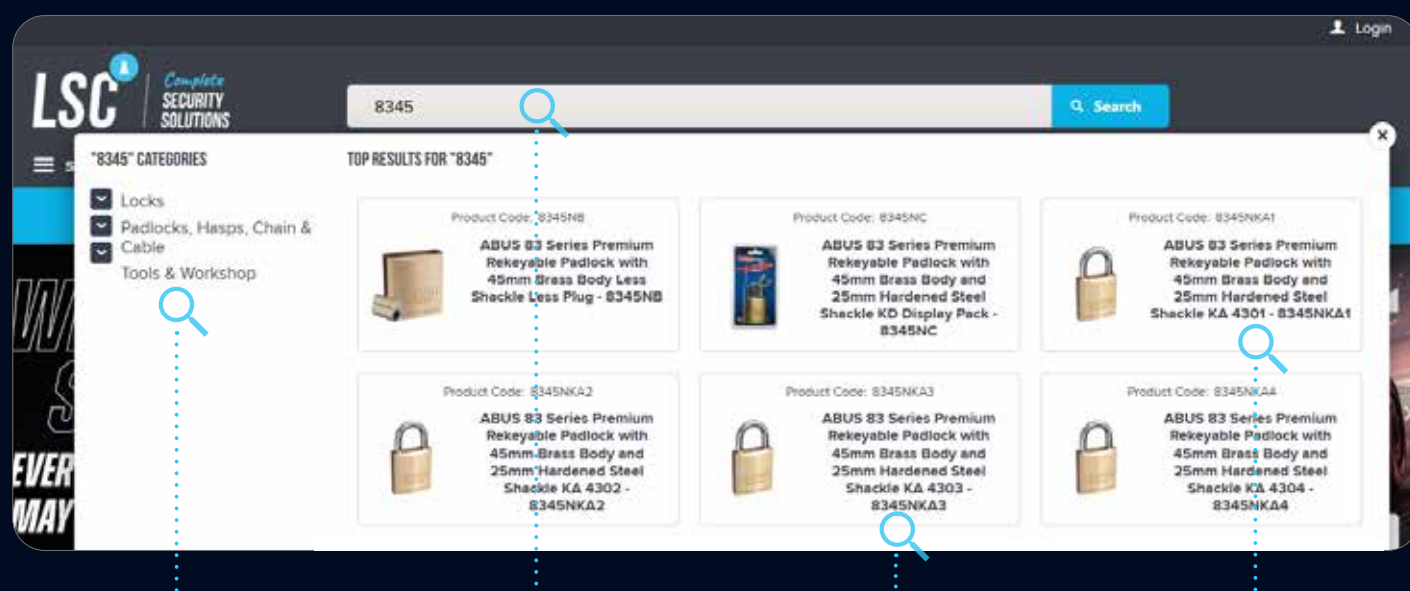 Login
LSC
Complete
SECURITY
SOLUTIONS
8345
Search
"8345" CATEGORIES
Locks
Padlocks, Hasps, Chain &
Cable
Tools & Workshop
TOP RESULTS FOR "8345"
Product Code: 8345NB
ABUS 83 Series Premium
Rekeyable Padlock with
45mm Brass Body Less
Shackle Less Plug - 8345NB
Product Code: 8345NC
ABUS 83 Series Premium
Rekeyable Padlock with
45mm Brass Body and
25mm Hardened Steel
Shackle KD Display Pack -
8345NC
Product Code: 8345NKA1
ABUS 83 Series Premium
Rekeyable Padlock with
45mm Brass Body and
25mm Hardened Steel
Shackle KA 4301 - 8345NKA1
Product Code: 8345NKA2
ABUS 83 Series Premium
Rekeyable Padlock with
45mm Brass Body and
25mm Hardened Steel
Shackle KA 4302 -
8345NKA2
Product Code: 8345NKA3
ABUS 83 Series Premium
Rekeyable Padlock with
45mm Brass Body and
25mm Hardened Steel
Shackle KA 4303 -
8345NKA3
Product Code: 8345NKA4
ABUS 83 Series Premium
Rekeyable Padlock with
45mm Brass Body and
25mm Hardened Steel
Shackle KA 4304 -
8345NKA4
EVER
MAY